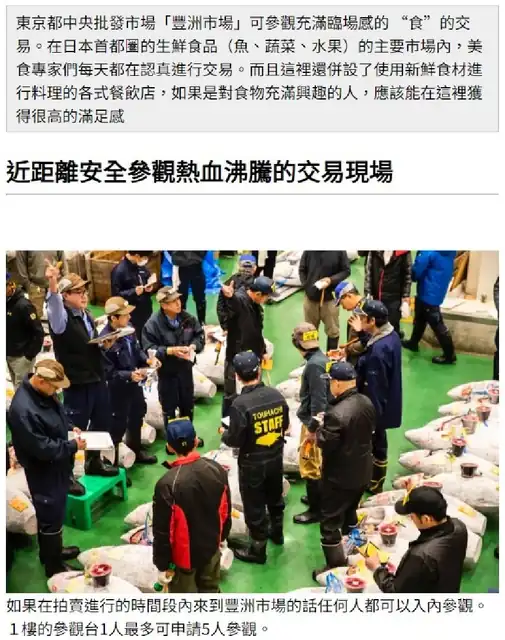 東京都中央批發市場「豐洲市場」可參觀充滿臨場感的 “食”的交
易。在日本首都圏的生鮮食品（魚、蔬菜、水果）的主要市場內，美
食專家們每天都在認真進行交易。而且這裡還併設了使用新鮮食材進
行料理的各式餐飲店，如果是對食物充滿興趣的人，應該能在這裡獲
得很高的滿足感
近距離安全參觀熱血沸騰的交易現場
TOUHACHI
STAFF
如果在拍賣進行的時間段內來到豐洲市場的話任何人都可以入內參觀。
１樓的參觀台1人最多可申請5人參觀。